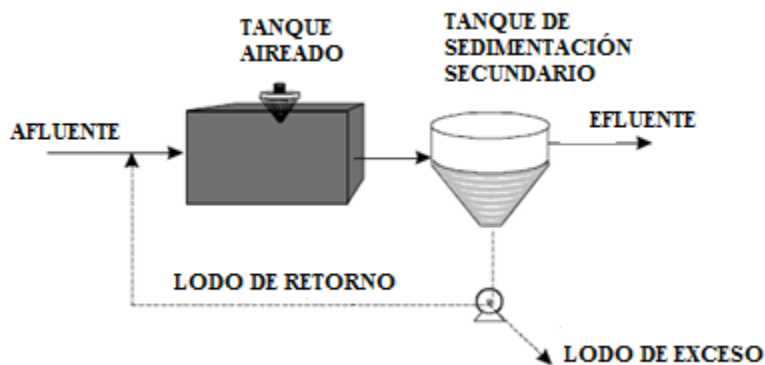 TANQUE
AIREADO
TANQUE DE
SEDIMENTACIÓN
SECUNDARIO
AFLUENTE
EFLUENTE
LODO DE RETORNO
LODO DE EXCESO